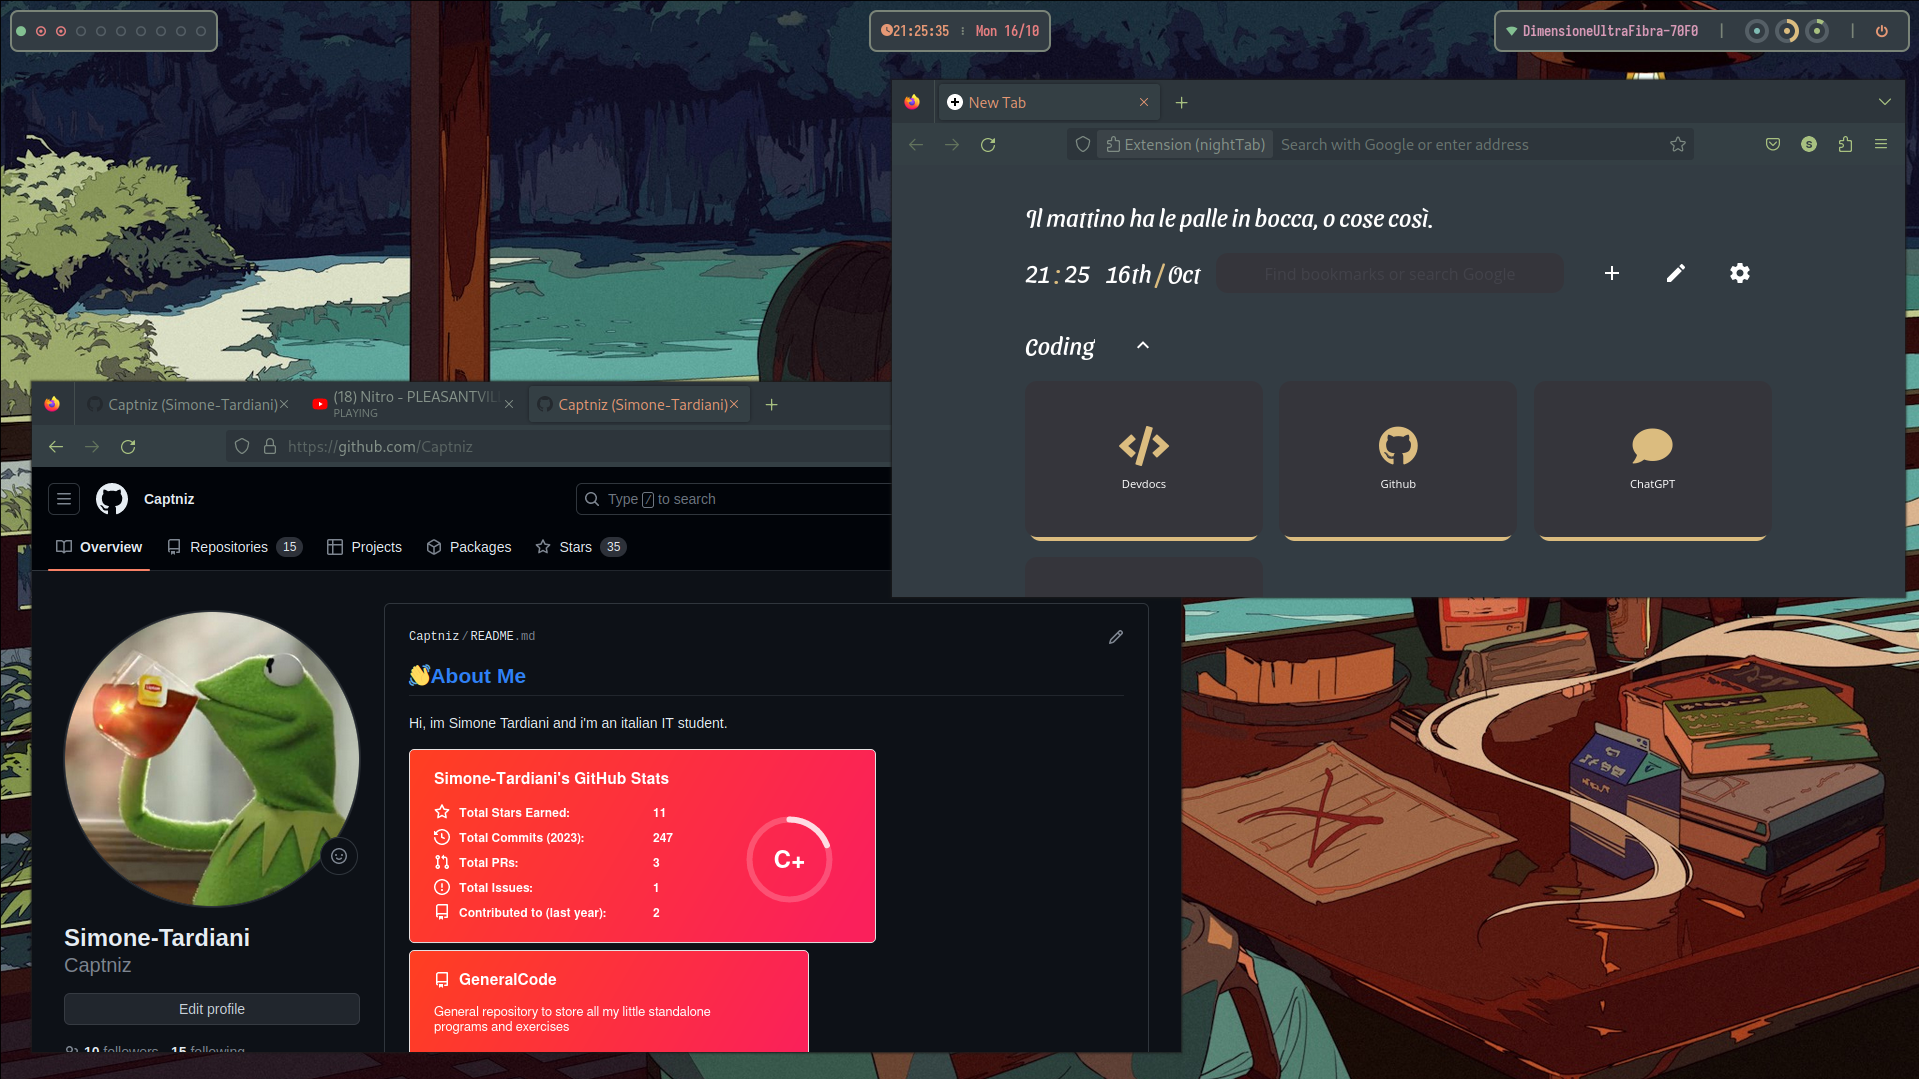 21:25:35 : Mon 16/10
DimensioneUltraFibra-70F0
New Tab
Extension (nightTab) Search with Google or enter address
S
Il mattino ha le palle in bocca, o cose così.
21:25 16th/Oct Find bookmarks or search Google
Coding
Devdocs Github ChatGPT
Captniz (Simone-Tardiani) (18) Nitro - PLEASANTVILL Captniz (Simone-Tardiani)
PLAYING
https://github.com/Captniz
Captniz Type / to search
Overview Repositories 15 Projects Packages Stars 35
Captniz/README.md
👋About Me
Hi, im Simone Tardiani and i'm an italian IT student.
Simone-Tardiani's GitHub Stats
Total Stars Earned: 11
Total Commits (2023): 247
Total PRs: 3
Total Issues: 1
Contributed to (last year): 2
C+
Simone-Tardiani
Captniz
Edit profile
10 followers · 15 following
GeneralCode
General repository to store all my little standalone
programs and exercises